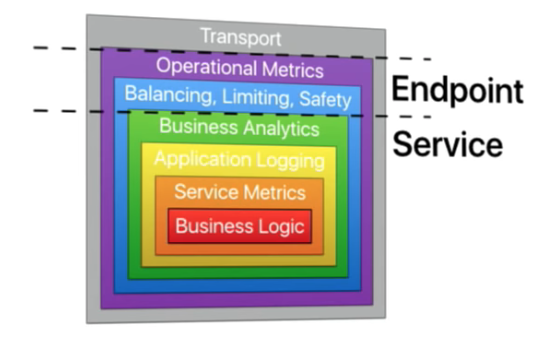 Transport
Operational Metrics
Balancing, Limiting, Safety
Endpoint
Business Analytics
Service
Application Logging
Service Metrics
Business Logic